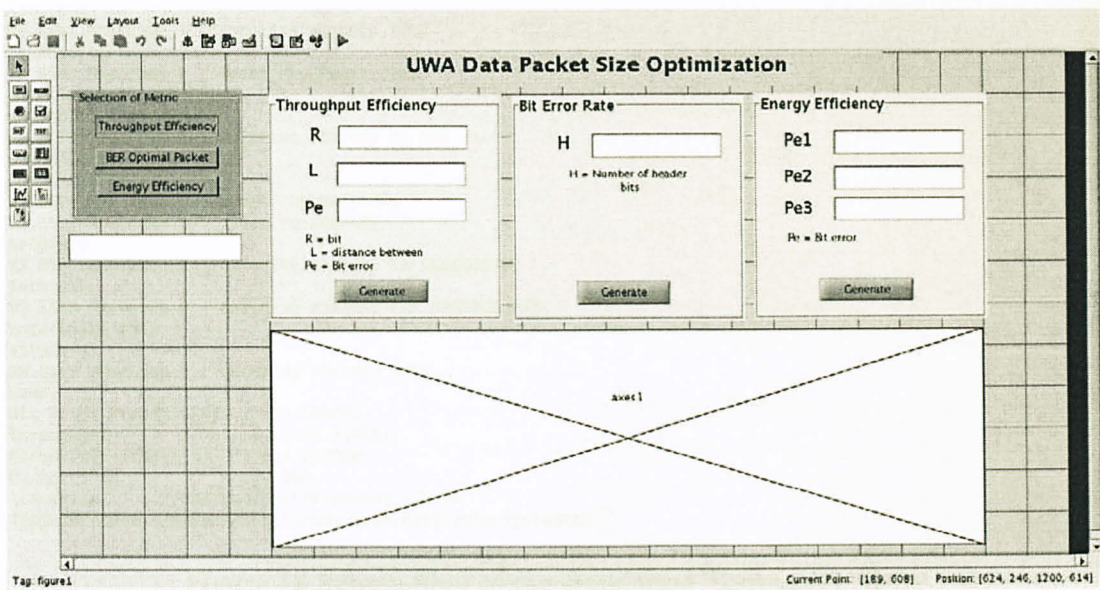 File Edit View Layout Tools Help
UWA Data Packet Size Optimization
Selection of Metric
Throughput Efficiency
BER Optimal Packet
Energy Efficiency
Throughput Efficiency
R
L
Pe
R = bit
L = distance between
Pe = Bit error
Generate
Bit Error Rate
H
H = Number of header
bits
Generate
Energy Efficiency
Pe1
Pe2
Pe3
Pe = Bit error
Generate
axes1
Tag: figure1
Current Point: [189, 608] Position: [624, 246, 1200, 614]